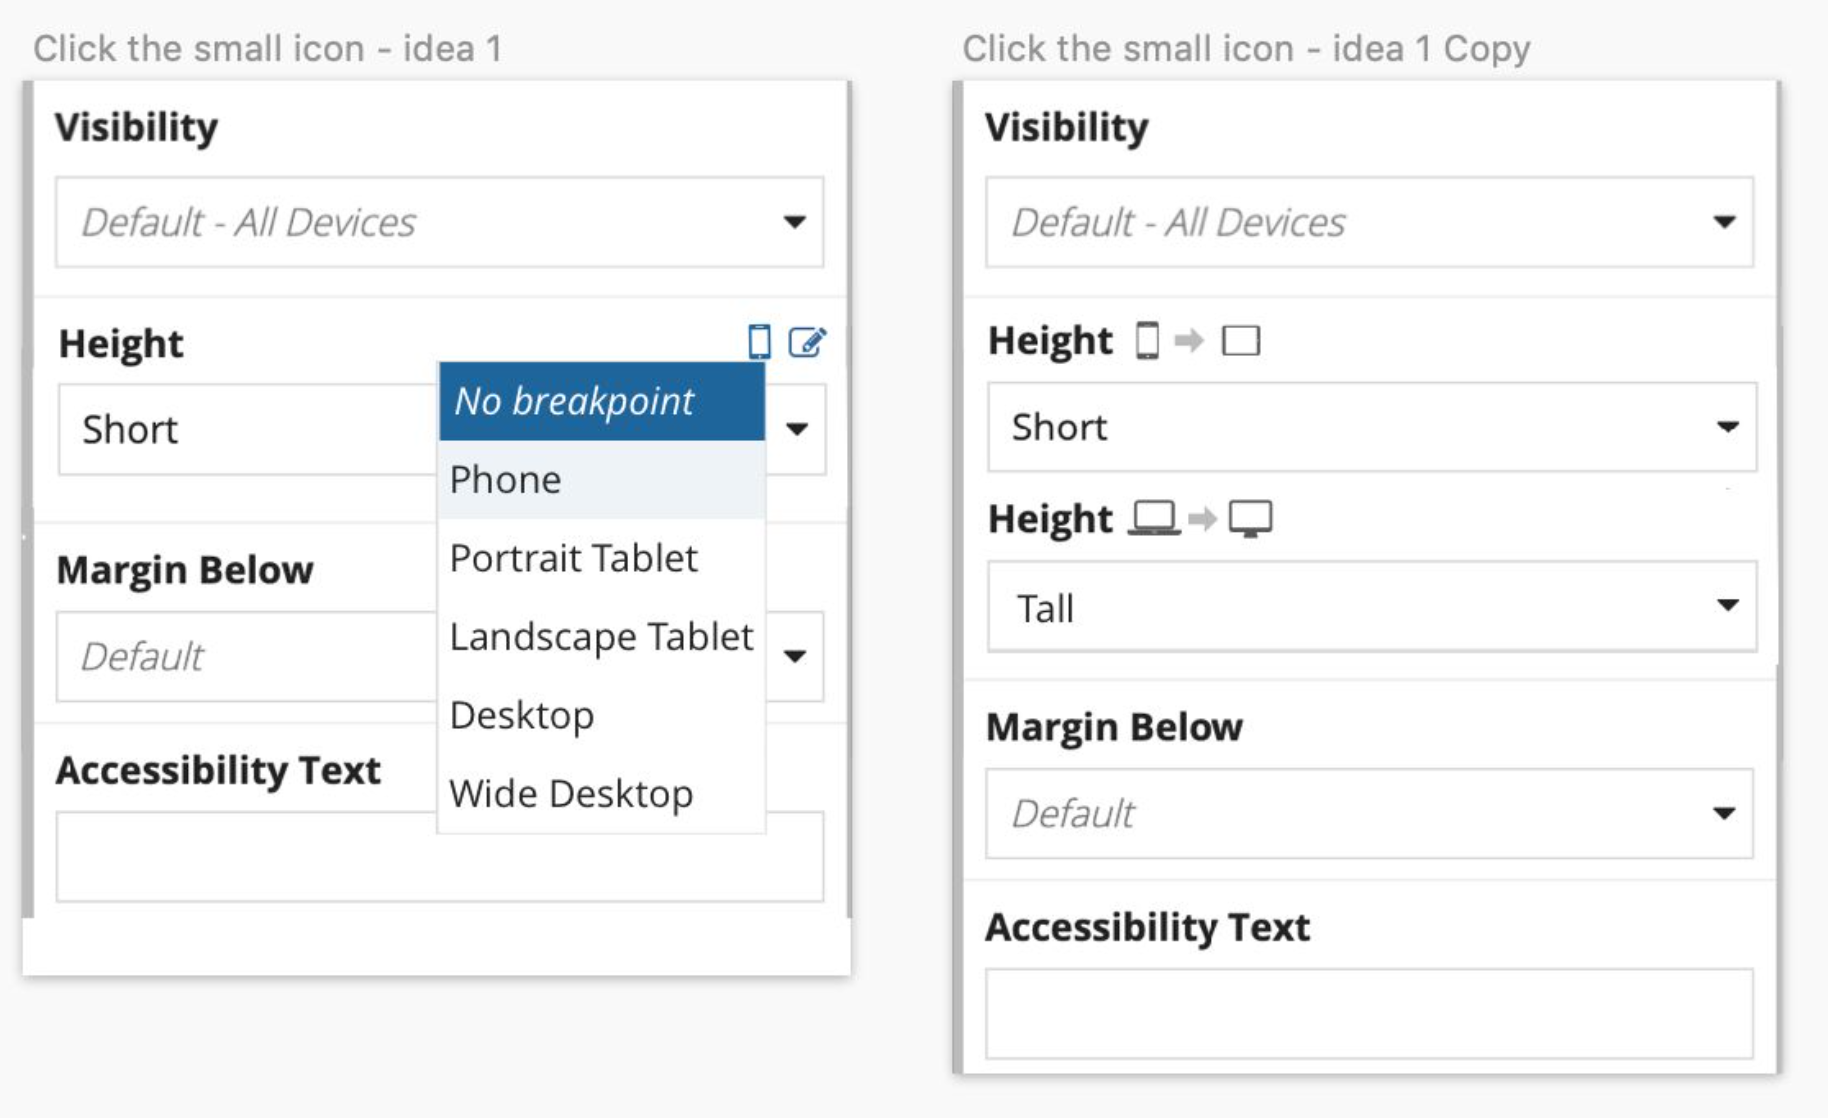 Click the small icon - idea 1
Visibility
Default - All Devices
Height
Short
No breakpoint
Phone
Portrait Tablet
Landscape Tablet
Desktop
Wide Desktop
Margin Below
Default
Accessibility Text
Click the small icon - idea 1 Copy
Visibility
Default - All Devices
Height
Short
Height
Tall
Margin Below
Default
Accessibility Text